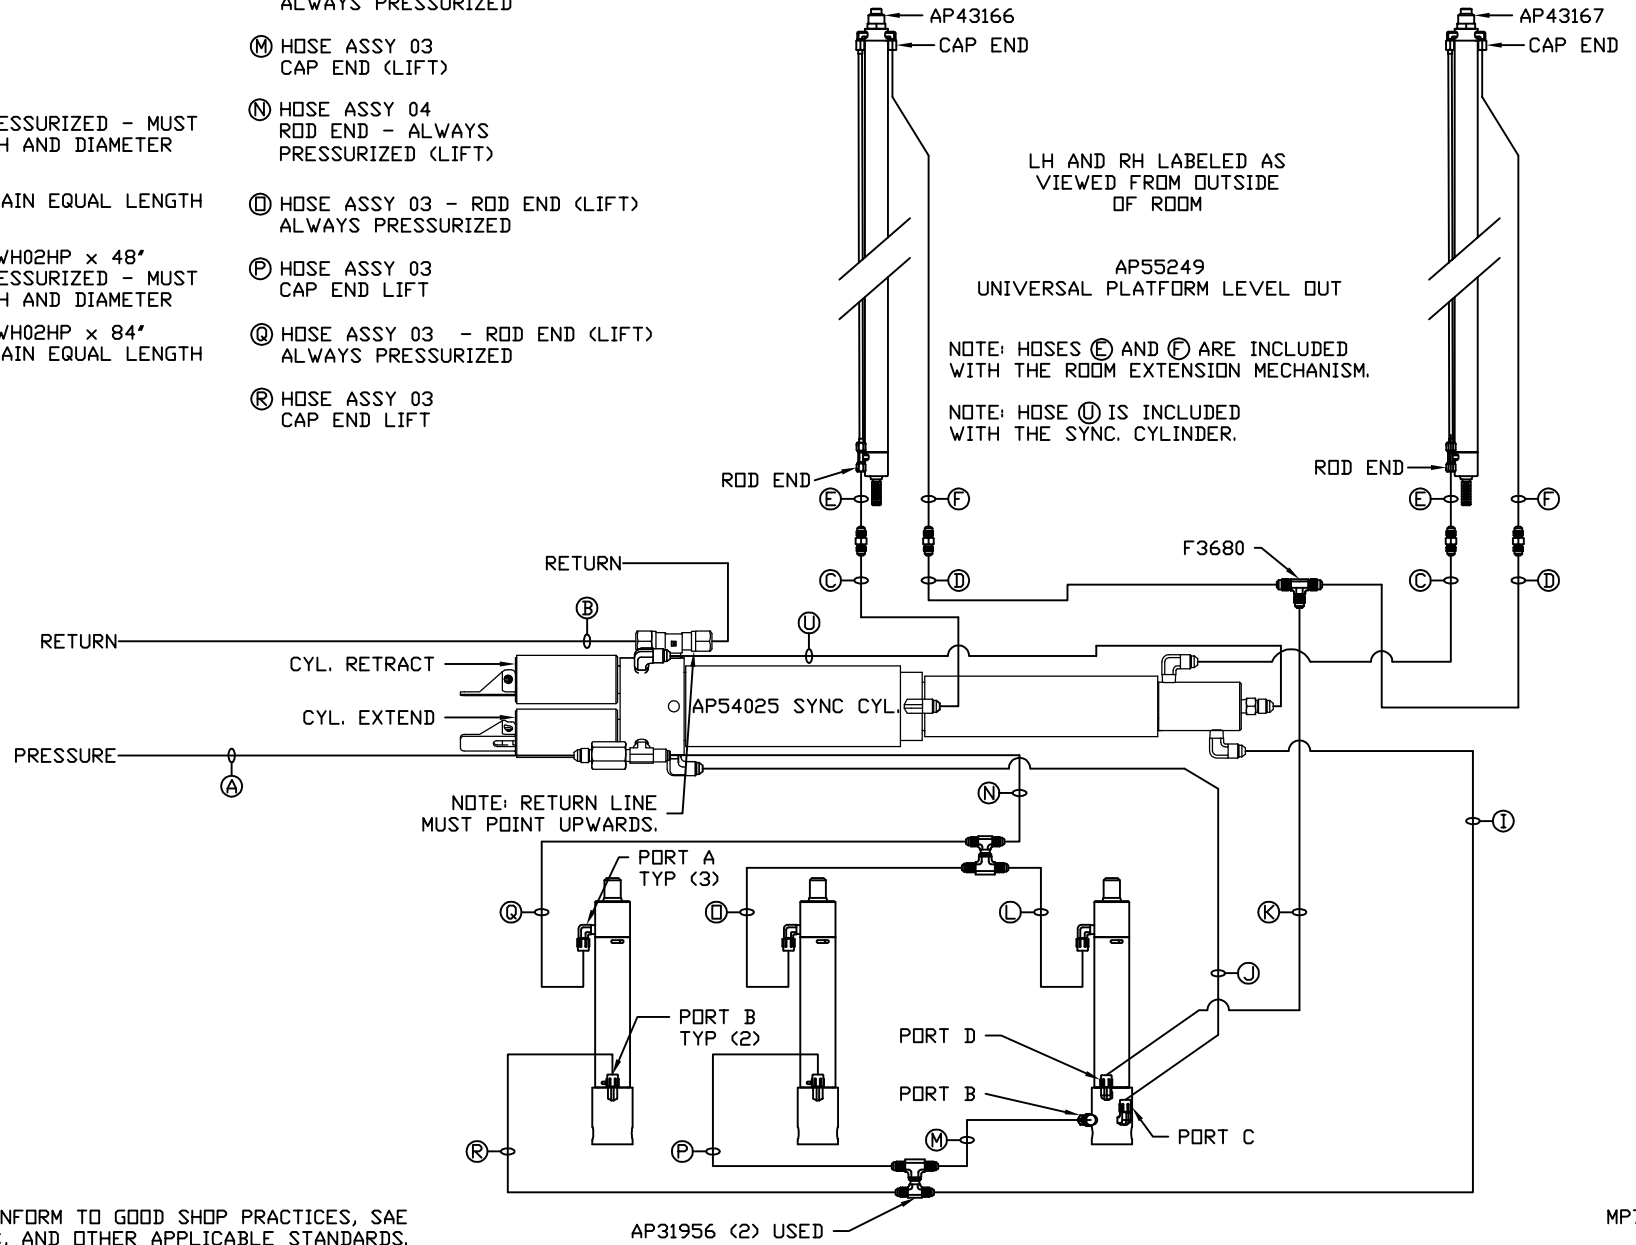 ALWAYS PRESSURIZED
M HOSE ASSY 03
CAP END (LIFT)
N HOSE ASSY 04
ROD END - ALWAYS
PRESSURIZED (LIFT)
O HOSE ASSY 03 - ROD END (LIFT)
ALWAYS PRESSURIZED
P HOSE ASSY 03
CAP END LIFT
Q HOSE ASSY 03 - ROD END (LIFT)
ALWAYS PRESSURIZED
R HOSE ASSY 03
CAP END LIFT
ESSURIZED - MUST
H AND DIAMETER
AIN EQUAL LENGTH
WH02HP x 48"
ESSURIZED - MUST
H AND DIAMETER
WH02HP x 84"
AIN EQUAL LENGTH
AP43166
CAP END
AP43167
CAP END
LH AND RH LABELED AS
VIEWED FROM OUTSIDE
OF ROOM
AP55249
UNIVERSAL PLATFORM LEVEL OUT
NOTE: HOSES E AND F ARE INCLUDED
WITH THE ROOM EXTENSION MECHANISM.
NOTE: HOSE U IS INCLUDED
WITH THE SYNC. CYLINDER.
ROD END
ROD END
E
F
E
F
F3680
C
D
C
D
RETURN
B
U
RETURN
CYL. RETRACT
CYL. EXTEND
AP54025 SYNC CYL.
PRESSURE
A
NOTE: RETURN LINE
MUST POINT UPWARDS.
N
I
PORT A
TYP (3)
Q
O
L
K
J
PORT B
TYP (2)
PORT D
PORT B
PORT C
R
P
M
AP31956 (2) USED
NFORM TO GOOD SHOP PRACTICES, SAE
. AND OTHER APPLICABLE STANDARDS.